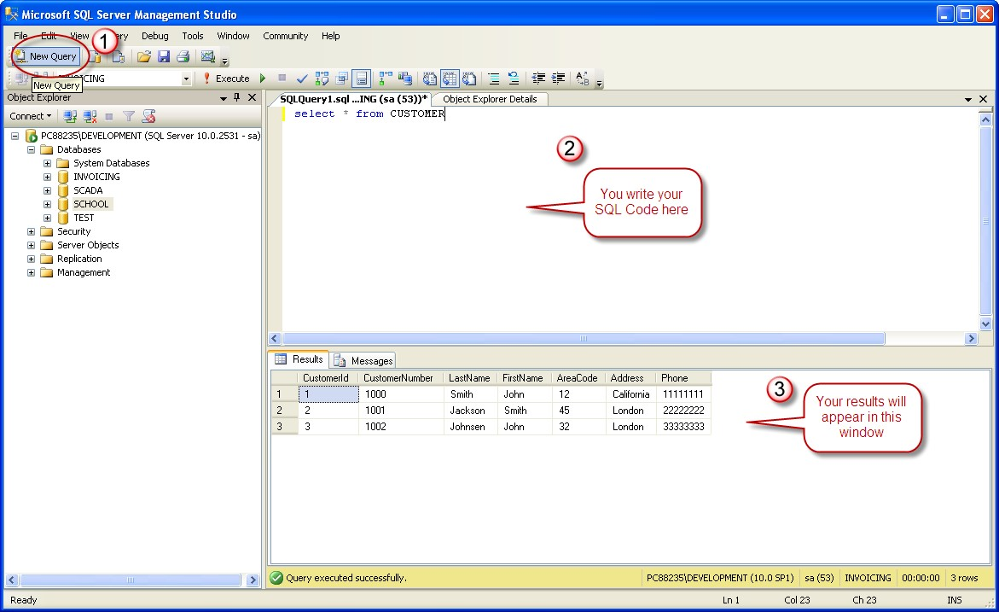 Microsoft SQL Server Management Studio
File Edit View Debug Tools Window Community Help
1
New Query
Execute
New Query
Object Explorer
SQLQuery1.sql ...ING (sa (53))* Object Explorer Details
Connect
select * from CUSTOMER
PC88235\DEVELOPMENT (SQL Server 10.0.2531 - sa)
Databases
System Databases
INVOICING
SCADA
SCHOOL
TEST
Security
Server Objects
Replication
Management
2
You write your
SQL Code here
Results Messages
CustomerId CustomerNumber LastName FirstName AreaCode Address Phone
1 1 1000 Smith John 12 California 11111111
2 2 1001 Jackson Smith 45 London 22222222
3 3 1002 Johnsen John 32 London 33333333
3
Your results will
appear in this
window
Query executed successfully. PC88235\DEVELOPMENT (10.0 SP1) sa (53) INVOICING 00:00:00 3 rows
Ready Ln 1 Col 23 Ch 23 INS